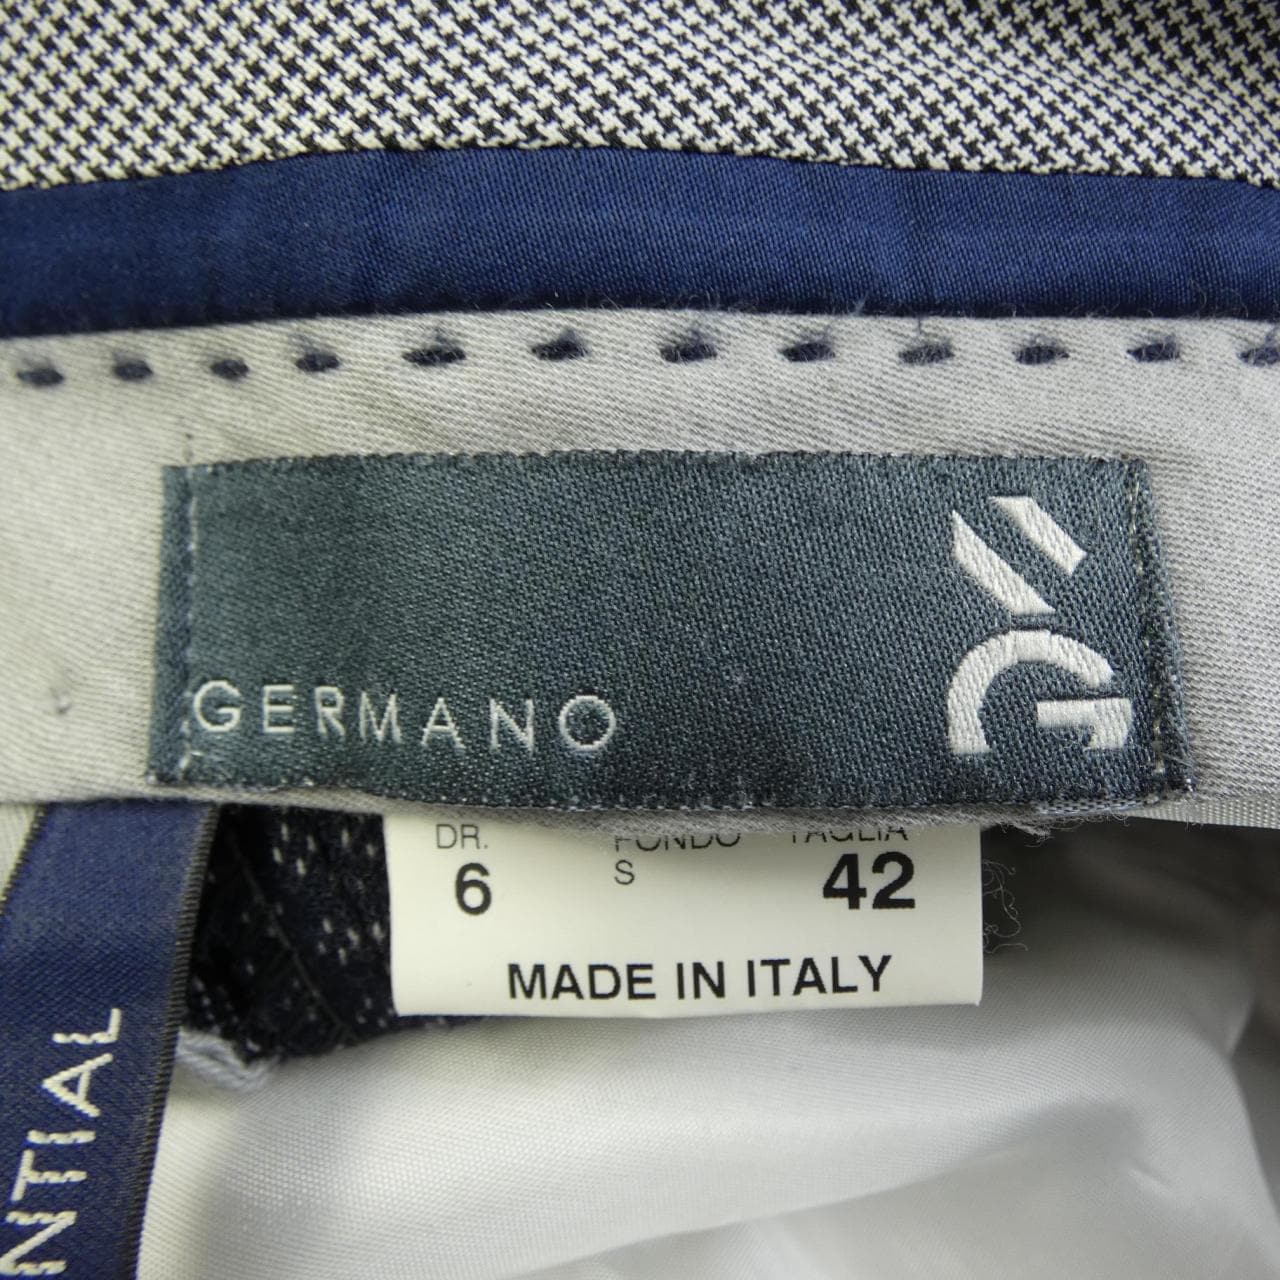 GERMANO
G
DR. FONDO TAGLIA
6 S 42
MADE IN ITALY
NTIAL